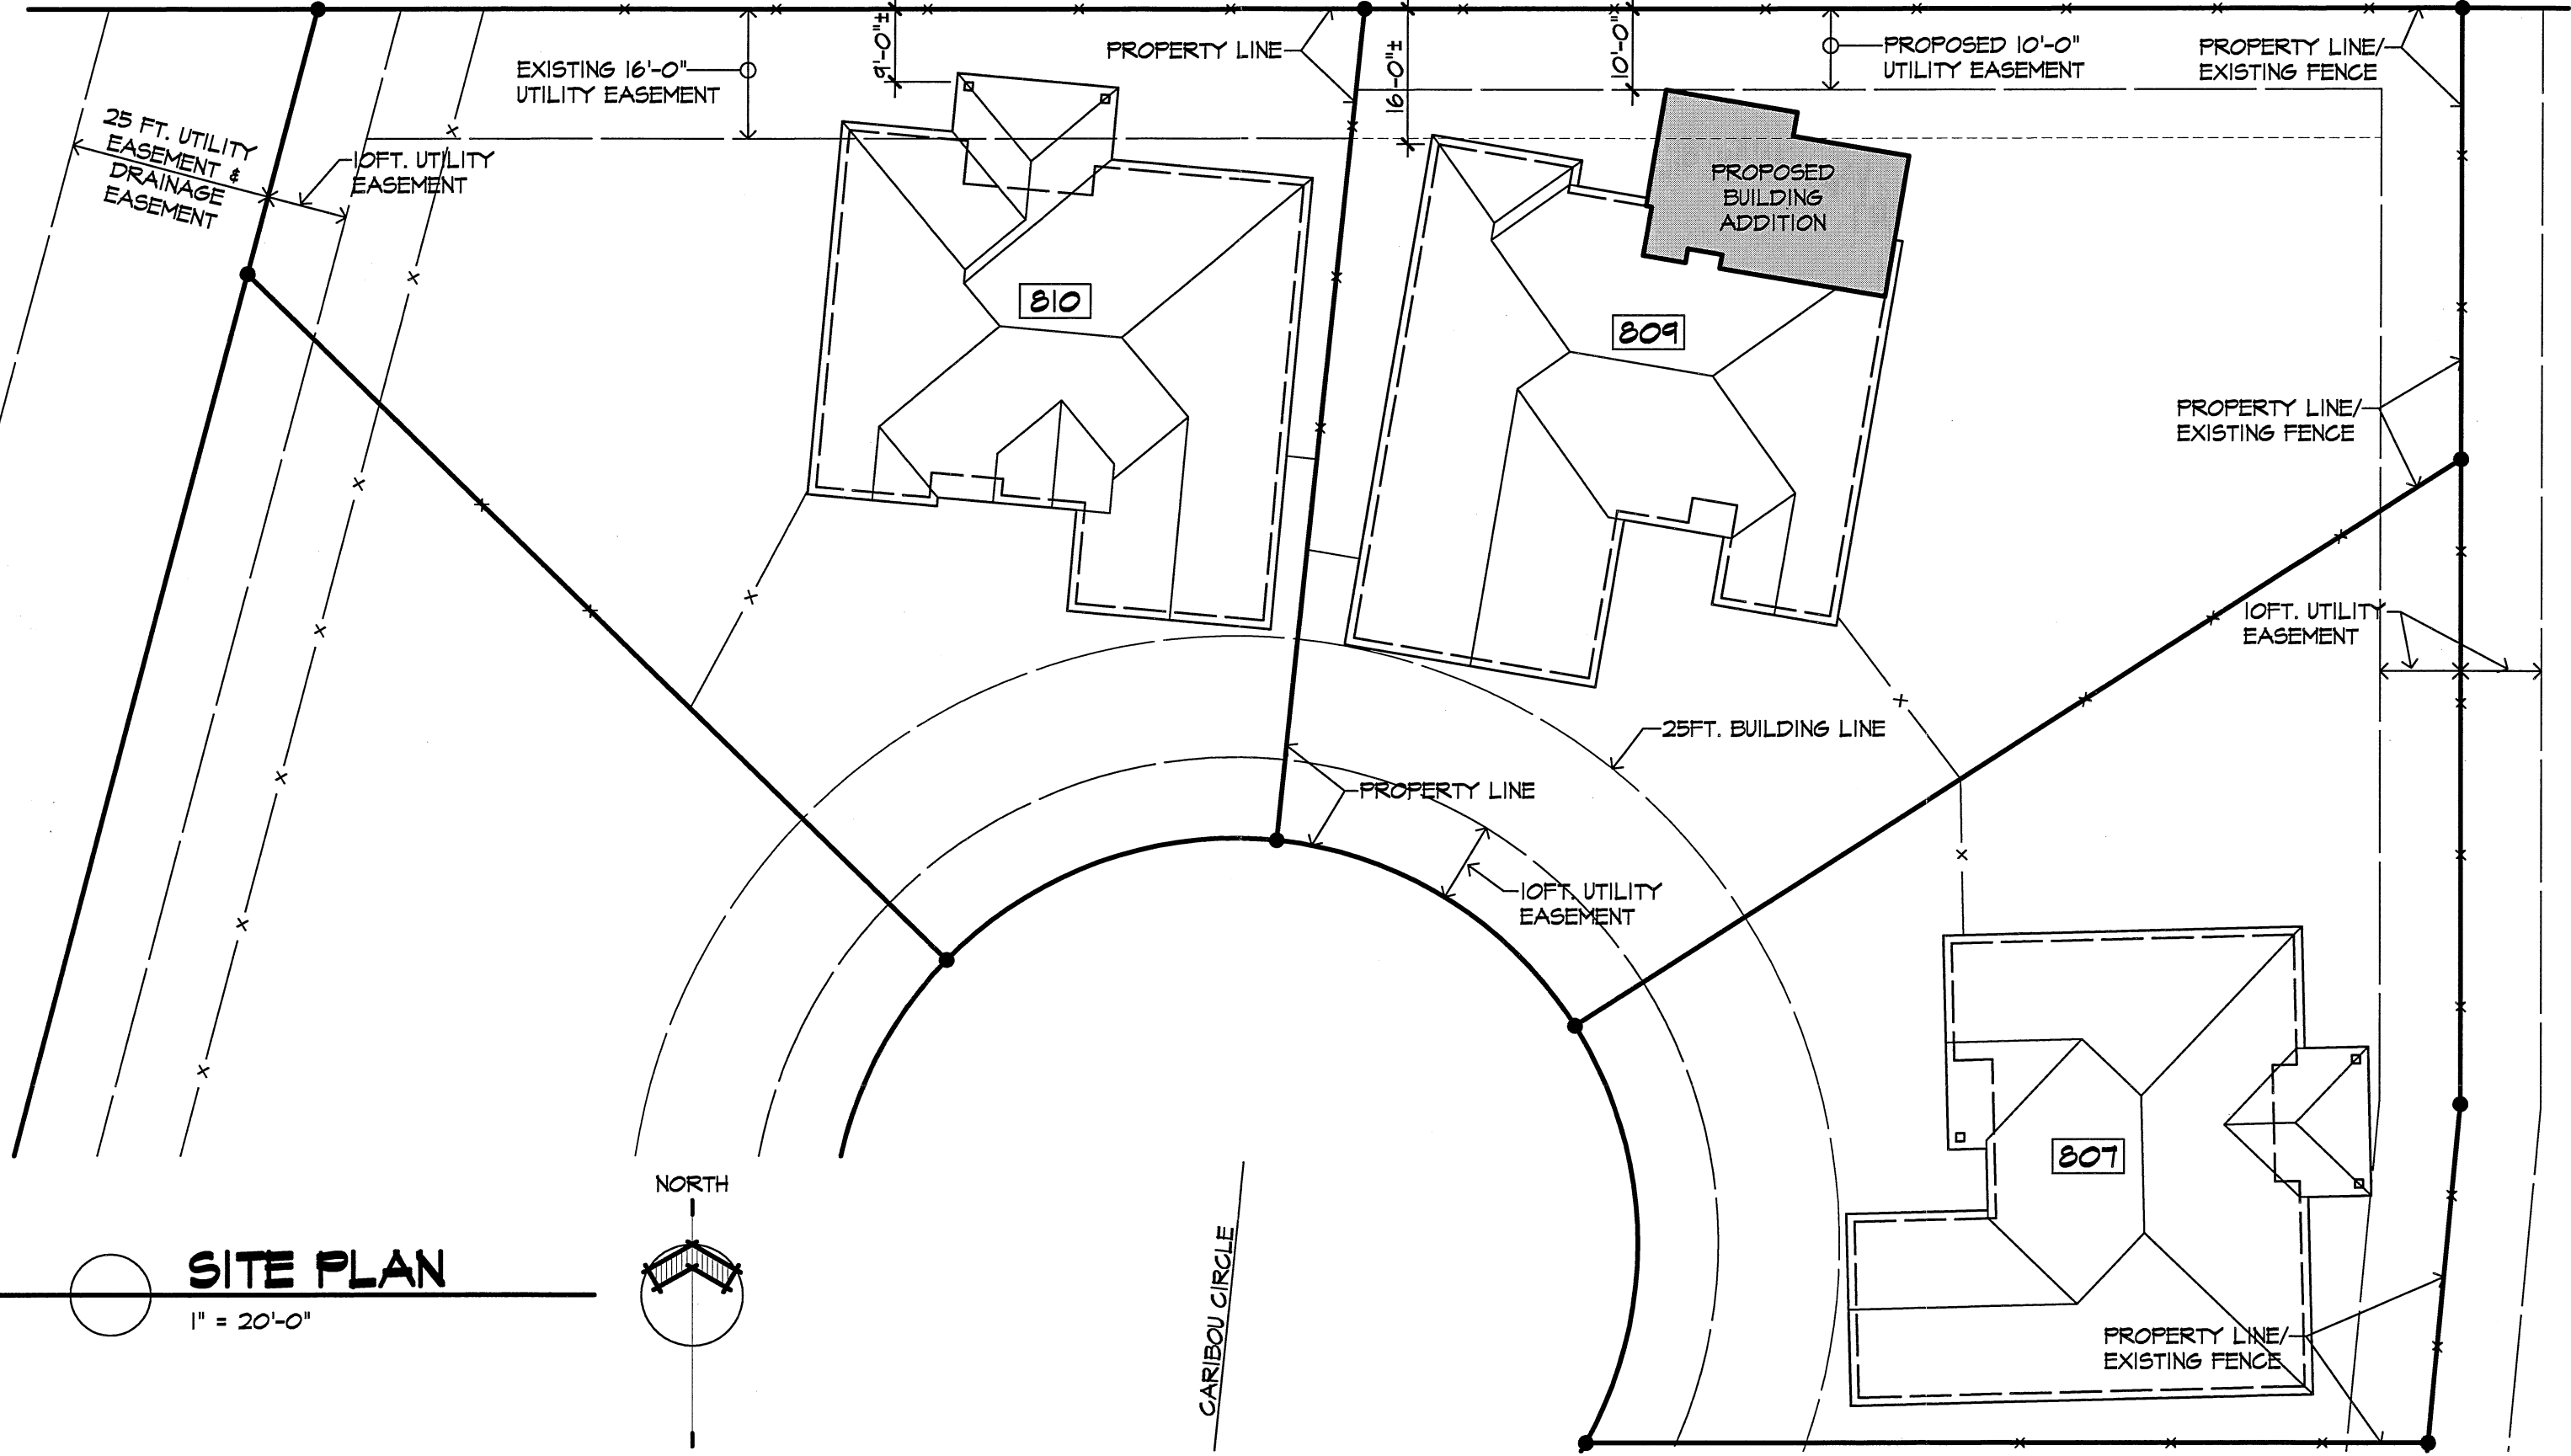 9'-0"±
PROPERTY LINE
16'-0"±
10'-0"
PROPOSED 10'-0"
UTILITY EASEMENT
PROPERTY LINE/
EXISTING FENCE
EXISTING 16'-0"
UTILITY EASEMENT
25 FT. UTILITY
EASEMENT &
DRAINAGE
EASEMENT
10FT. UTILITY
EASEMENT
PROPOSED
BUILDING
ADDITION
810
809
PROPERTY LINE/
EXISTING FENCE
10FT. UTILITY
EASEMENT
25FT. BUILDING LINE
PROPERTY LINE
10FT. UTILITY
EASEMENT
807
NORTH
SITE PLAN
1" = 20'-0"
CARIBOU CIRCLE
PROPERTY LINE/
EXISTING FENCE